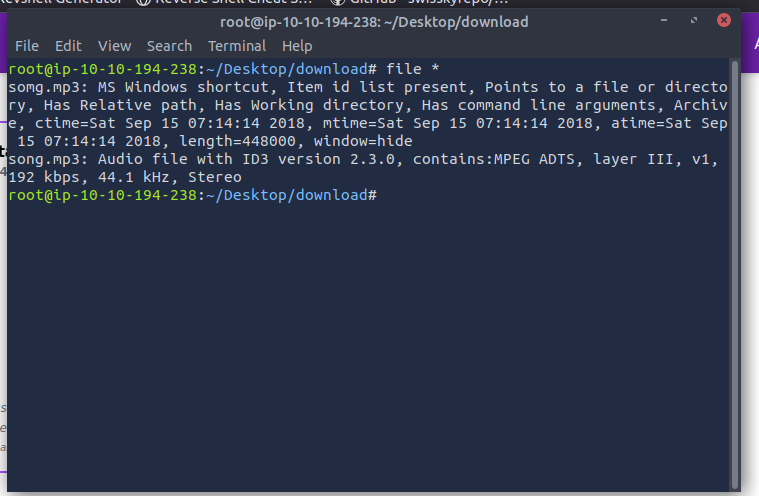 Revshell Generator Reverse Shell Cheat S... GitHub - swisskyrepo/...
root@ip-10-10-194-238: ~/Desktop/download
File Edit View Search Terminal Help
root@ip-10-10-194-238:~/Desktop/download# file *
somg.mp3: MS Windows shortcut, Item id list present, Points to a file or directo
ry, Has Relative path, Has Working directory, Has command line arguments, Archiv
e, ctime=Sat Sep 15 07:14:14 2018, mtime=Sat Sep 15 07:14:14 2018, atime=Sat Sep
 15 07:14:14 2018, length=448000, window=hide
song.mp3: Audio file with ID3 version 2.3.0, contains:MPEG ADTS, layer III, v1,
192 kbps, 44.1 kHz, Stereo
root@ip-10-10-194-238:~/Desktop/download#